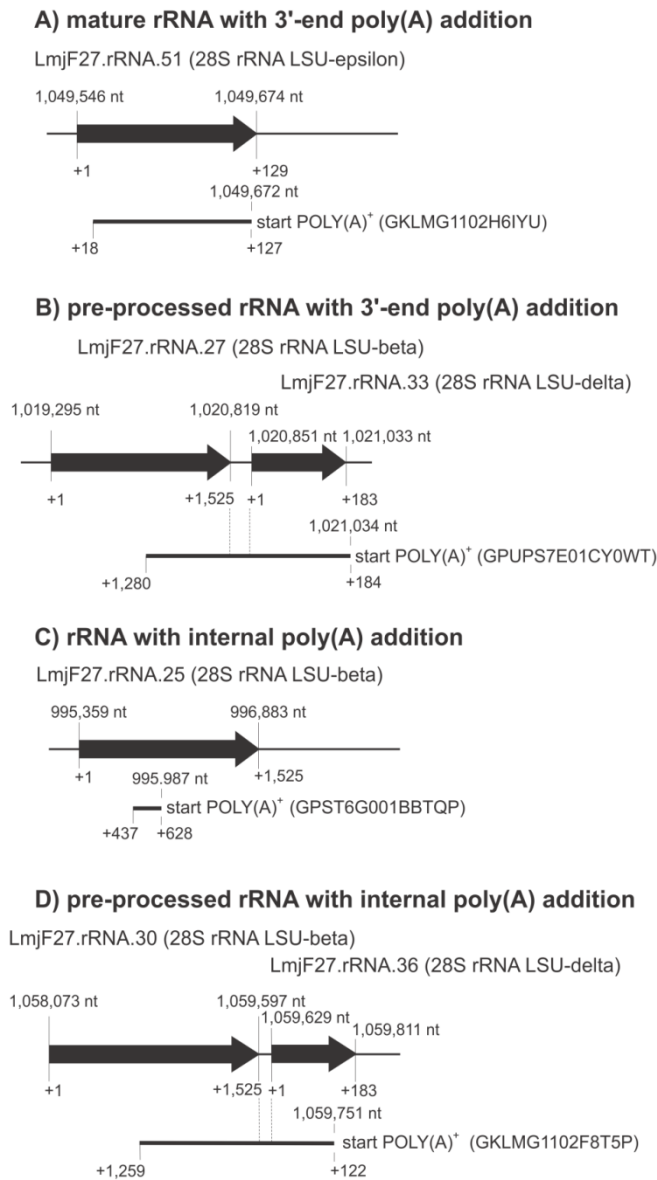 A) mature rRNA with 3'-end poly(A) addition
LmjF27.rRNA.51 (28S rRNA LSU-epsilon)
1,049,546 nt 1,049,674 nt
+1 +129
1,049,672 nt
start POLY(A)+ (GKLMG1102H6IYU)
+18 +127
B) pre-processed rRNA with 3'-end poly(A) addition
LmjF27.rRNA.27 (28S rRNA LSU-beta)
LmjF27.rRNA.33 (28S rRNA LSU-delta)
1,019,295 nt 1,020,819 nt
1,020,851 nt 1,021,033 nt
+1 +1,525 +1 +183
1,021,034 nt
start POLY(A)+ (GPUPS7E01CY0WT)
+1,280 +184
C) rRNA with internal poly(A) addition
LmjF27.rRNA.25 (28S rRNA LSU-beta)
995,359 nt 996,883 nt
+1 995.987 nt +1,525
start POLY(A)+ (GPST6G001BBTQP)
+437 +628
D) pre-processed rRNA with internal poly(A) addition
LmjF27.rRNA.30 (28S rRNA LSU-beta)
LmjF27.rRNA.36 (28S rRNA LSU-delta)
1,058,073 nt 1,059,597 nt
1,059,629 nt 1,059,811 nt
+1 +1,525 +1 +183
1,059,751 nt
start POLY(A)+ (GKLMG1102F8T5P)
+1,259 +122